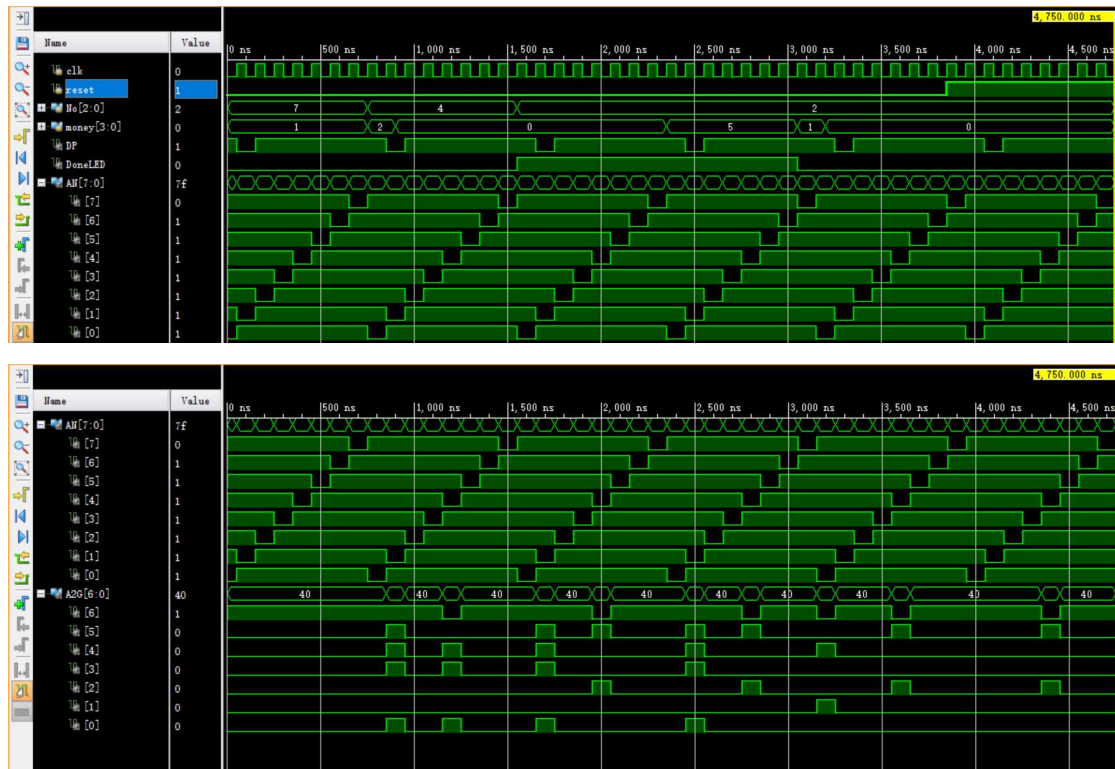 4,750.000 ns
Name Value
0 ns 500 ns 1,000 ns 1,500 ns 2,000 ns 2,500 ns 3,000 ns 3,500 ns 4,000 ns 4,500 ns
clk 0
reset 1
No[2:0] 2 7 4 2
money[3:0] 0 1 2 0 5 1 0
DP 1
DoneLED 0
AN[7:0] 7f
[7] 0
[6] 1
[5] 1
[4] 1
[3] 1
[2] 1
[1] 1
[0] 1
4,750.000 ns
Name Value
0 ns 500 ns 1,000 ns 1,500 ns 2,000 ns 2,500 ns 3,000 ns 3,500 ns 4,000 ns 4,500 ns
AN[7:0] 7f
[7] 0
[6] 1
[5] 1
[4] 1
[3] 1
[2] 1
[1] 1
[0] 1
A2G[6:0] 40 40 40 40 40 40 40 40 40 40
[6] 1
[5] 0
[4] 0
[3] 0
[2] 0
[1] 0
[0] 0